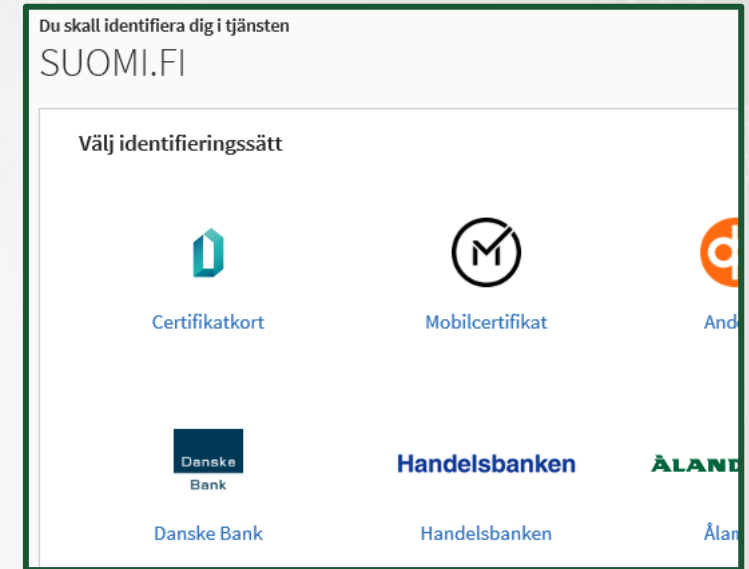 Du skall identifiera dig i tjänsten
SUOMI.FI
Välj identifieringssätt
Certifikatkort
Mobilcertifikat
Danske
Bank
Handelsbanken
Danske Bank
Handelsbanken